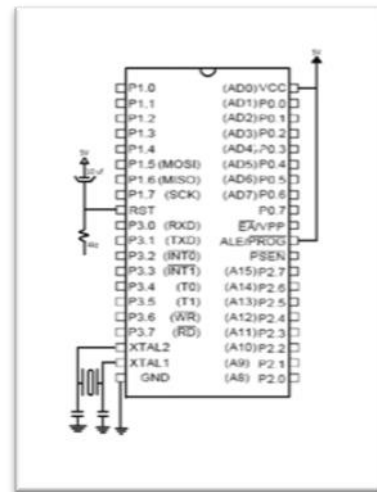 5V
P1.0 (AD0)VCC
P1.1 (AD1) P0.0
P1.2 (AD2) P0.1
P1.3 (AD3) P0.2
P1.4 (AD4) P0.3
5V
P1.5 (MOSI) (AD5) P0.4
P1.6 (MISO) (AD6) P0.5
P1.7 (SCK) (AD7) P0.6
RST P0.7
P3.0 (RXD) EA/VPP
P3.1 (TXD) ALE/PROG
P3.2 (INT0) PSEN
P3.3 (INT1) (A15) P2.7
P3.4 (T0) (A14) P2.6
P3.5 (T1) (A13) P2.5
P3.6 (WR) (A12) P2.4
P3.7 (RD) (A11) P2.3
XTAL2 (A10) P2.2
XTAL1 (A9) P2.1
GND (A8) P2.0